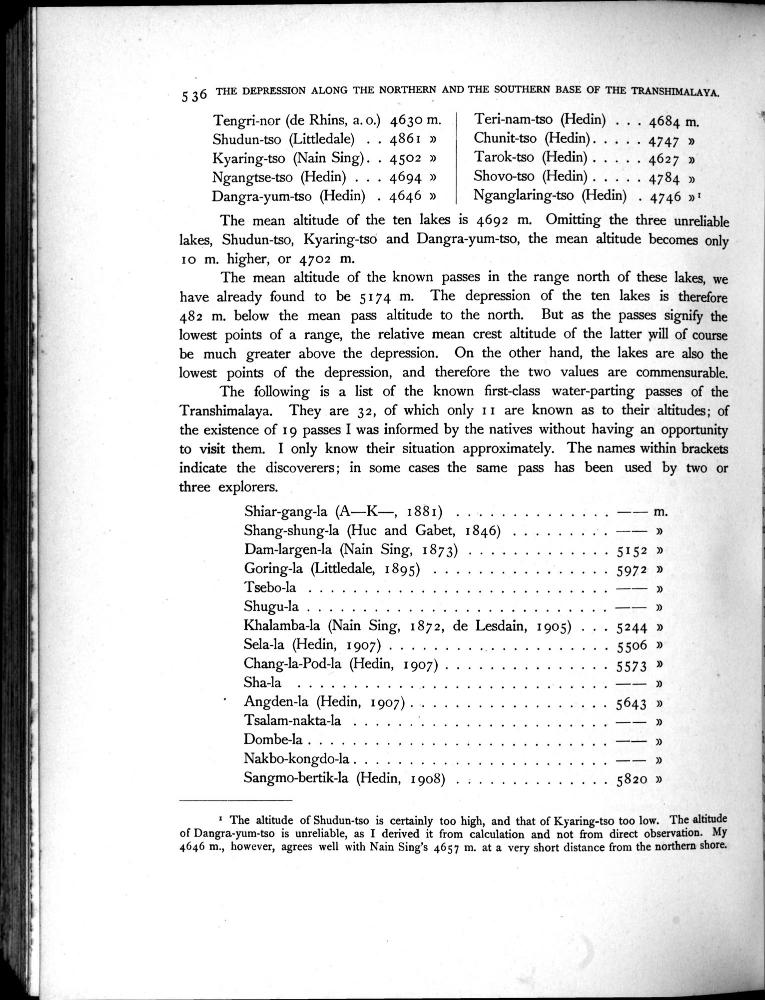 536 THE DEPRESSION ALONG THE NORTHERN AND THE SOUTHERN BASE OF THE TRANSHIMALAYA.
Tengri-nor (de Rhins, a. o.) 4630 m.
Shudun-tso (Littledale) . . 4861 »
Kyaring-tso (Nain Sing). . 4502 »
Ngangtse-tso (Hedin) . . . 4694 »
Dangra-yum-tso (Hedin) . 4646 »
Teri-nam-tso (Hedin) . . . 4684 m.
Chunit-tso (Hedin). . . . . 4747 »
Tarok-tso (Hedin) . . . . . 4627 »
Shovo-tso (Hedin) . . . . . 4784 »
Nganglaring-tso (Hedin) . 4746 » ¹
The mean altitude of the ten lakes is 4692 m. Omitting the three unreliable
lakes, Shudun-tso, Kyaring-tso and Dangra-yum-tso, the mean altitude becomes only
10 m. higher, or 4702 m.
The mean altitude of the known passes in the range north of these lakes, we
have already found to be 5174 m. The depression of the ten lakes is therefore
482 m. below the mean pass altitude to the north. But as the passes signify the
lowest points of a range, the relative mean crest altitude of the latter will of course
be much greater above the depression. On the other hand, the lakes are also the
lowest points of the depression, and therefore the two values are commensurable.
The following is a list of the known first-class water-parting passes of the
Transhimalaya. They are 32, of which only 11 are known as to their altitudes; of
the existence of 19 passes I was informed by the natives without having an opportunity
to visit them. I only know their situation approximately. The names within brackets
indicate the discoverers; in some cases the same pass has been used by two or
three explorers.
Shiar-gang-la (A—K—, 1881) . . . . . . . . . . . . . . —— m.
Shang-shung-la (Huc and Gabet, 1846) . . . . . . . . . —— »
Dam-largen-la (Nain Sing, 1873) . . . . . . . . . . . . . 5152 »
Goring-la (Littledale, 1895) . . . . . . . . . . . . . . . . 5972 »
Tsebo-la . . . . . . . . . . . . . . . . . . . . . . . . . . . —— »
Shugu-la . . . . . . . . . . . . . . . . . . . . . . . . . . . —— »
Khalamba-la (Nain Sing, 1872, de Lesdain, 1905) . . . 5244 »
Sela-la (Hedin, 1907) . . . . . . . . . . . . . . . . . . . . 5506 »
Chang-la-Pod-la (Hedin, 1907) . . . . . . . . . . . . . . . 5573 »
Sha-la . . . . . . . . . . . . . . . . . . . . . . . . . . . . —— »
Angden-la (Hedin, 1907) . . . . . . . . . . . . . . . . . . 5643 »
Tsalam-nakta-la . . . . . . . . . . . . . . . . . . . . . . . —— »
Dombe-la . . . . . . . . . . . . . . . . . . . . . . . . . . . —— »
Nakbo-kongdo-la . . . . . . . . . . . . . . . . . . . . . . . —— »
Sangmo-bertik-la (Hedin, 1908) . . . . . . . . . . . . . . 5820 »
¹ The altitude of Shudun-tso is certainly too high, and that of Kyaring-tso too low. The altitude
of Dangra-yum-tso is unreliable, as I derived it from calculation and not from direct observation. My
4646 m., however, agrees well with Nain Sing's 4657 m. at a very short distance from the northern shore.